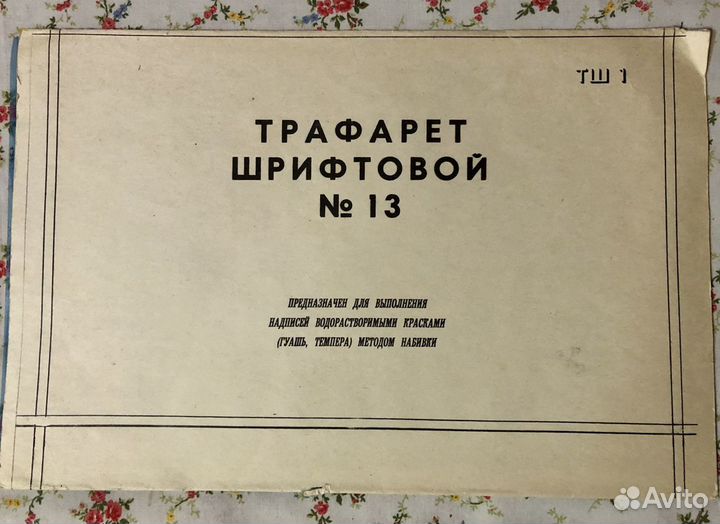 ТШ 1
ТРАФАРЕТ
ШРИФТОВОЙ
№ 13
ПРЕДНАЗНАЧЕН ДЛЯ ВЫПОЛНЕНИЯ
НАДПИСЕЙ ВОДОРАСТВОРИМЫМИ КРАСКАМИ
(ГУАШЬ, ТЕМПЕРА) МЕТОДОМ НАБИВКИ
Avito